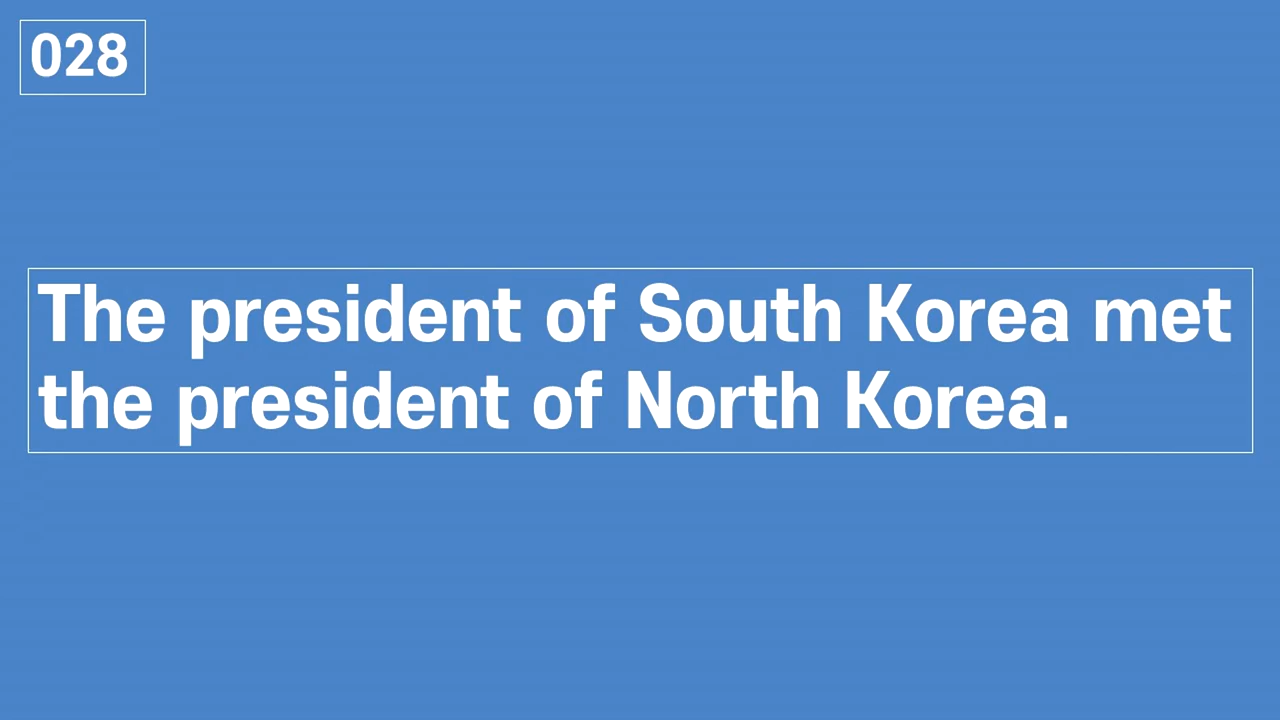 028
The president of South Korea met
the president of North Korea.